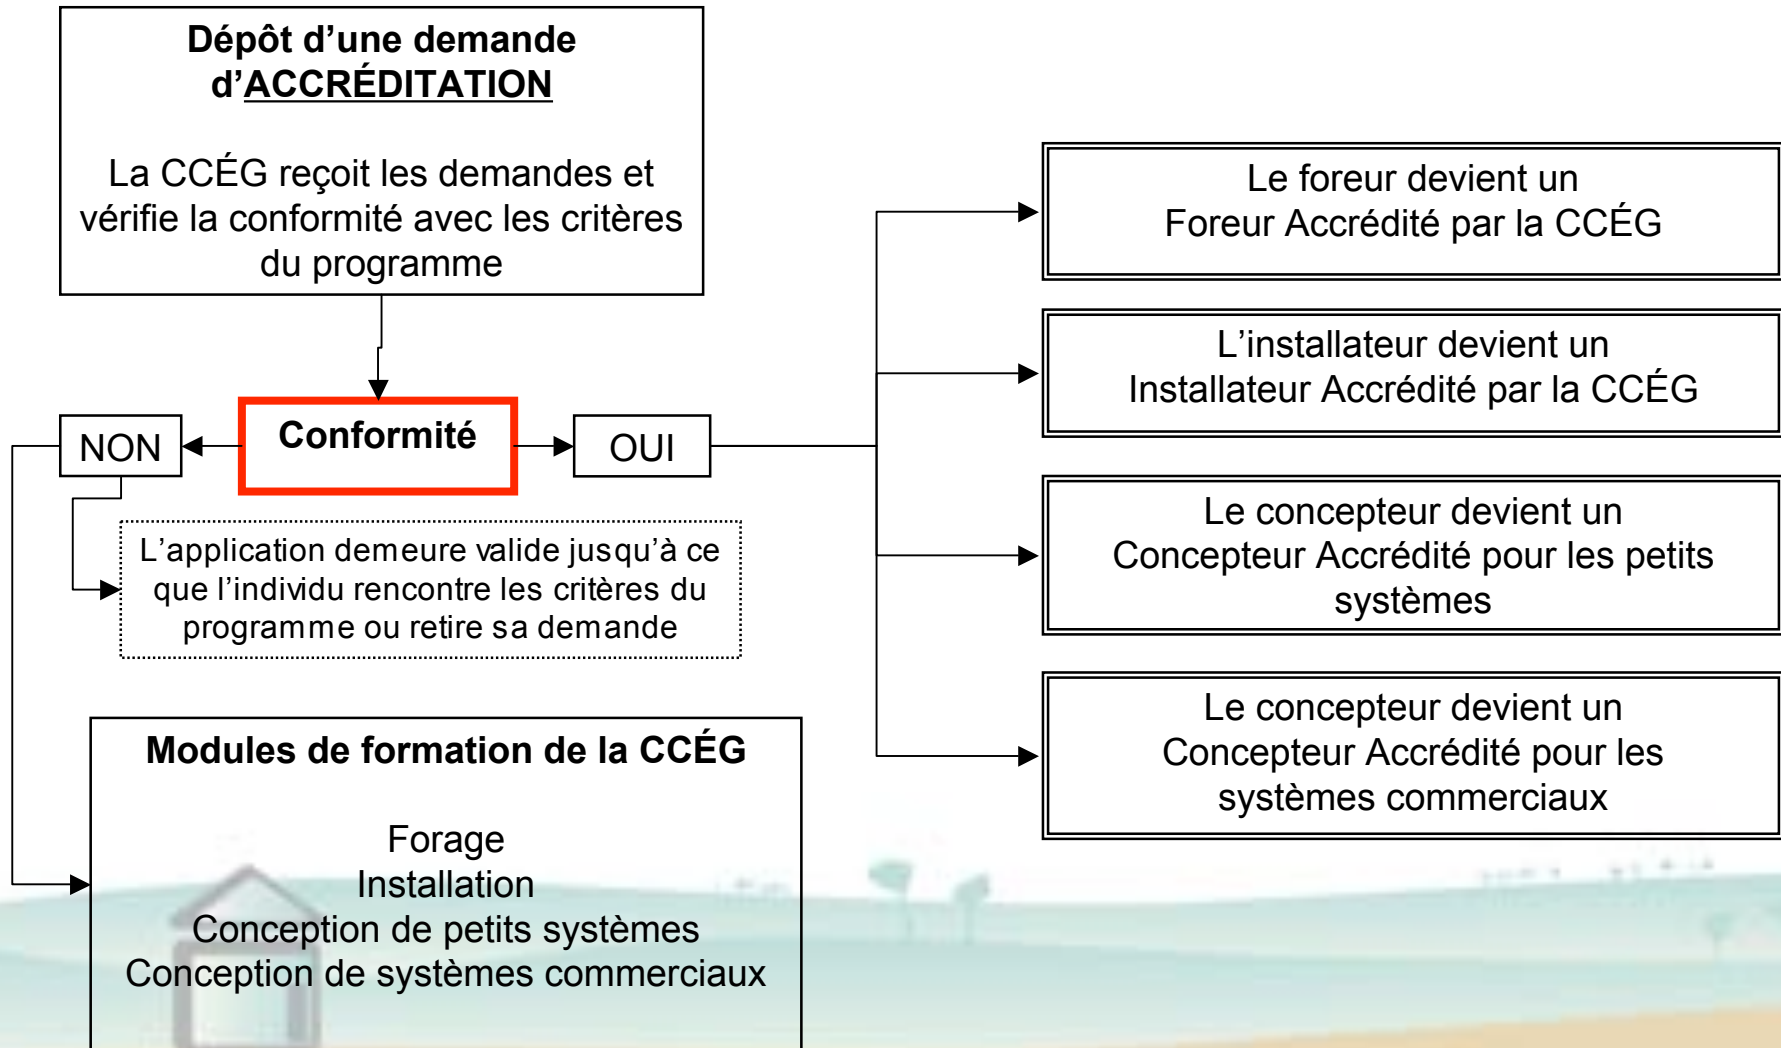 Dépôt d’une demande
d’ACCRÉDITATION
La CCÉG reçoit les demandes et
vérifie la conformité avec les critères
du programme
Conformité
NON
OUI
L’application demeure valide jusqu’à ce
que l’individu rencontre les critères du
programme ou retire sa demande
Modules de formation de la CCÉG
Forage
Installation
Conception de petits systèmes
Conception de systèmes commerciaux
Le foreur devient un
Foreur Accrédité par la CCÉG
L’installateur devient un
Installateur Accrédité par la CCÉG
Le concepteur devient un
Concepteur Accrédité pour les petits
systèmes
Le concepteur devient un
Concepteur Accrédité pour les
systèmes commerciaux